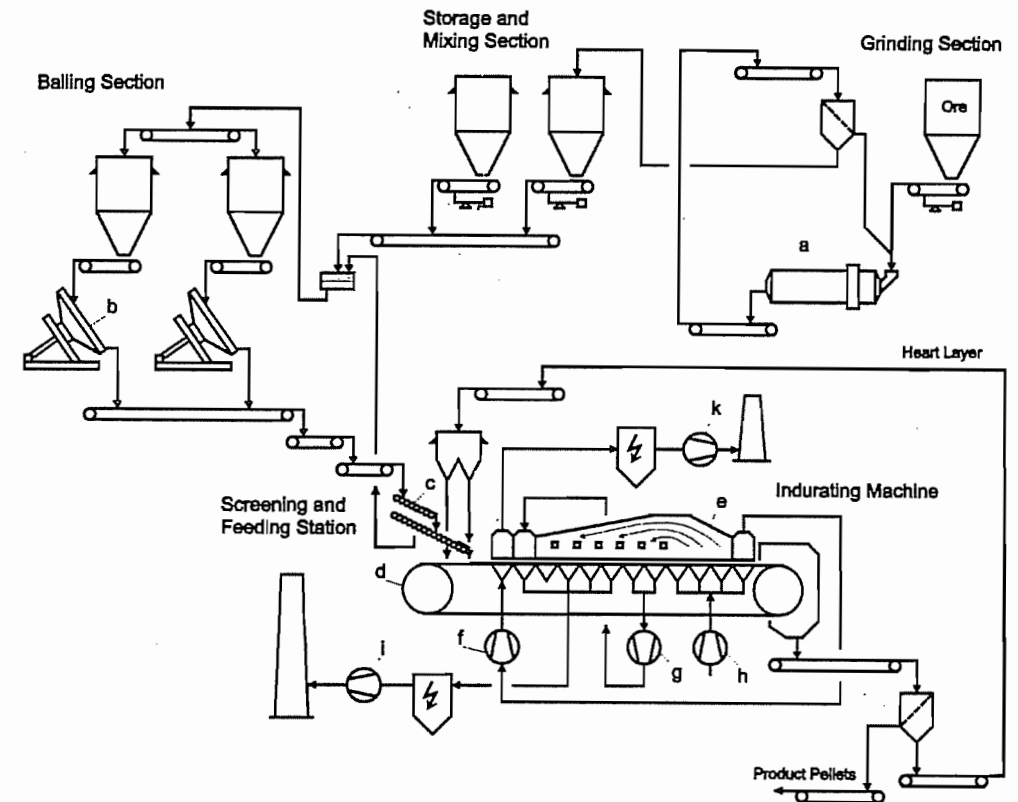 Storage and
Mixing Section
Grinding Section
Balling Section
Ore
a
b
Heart Layer
k
c
Screening and
Feeding Station
e
Indurating Machine
d
f
i
g
h
Product Pellets